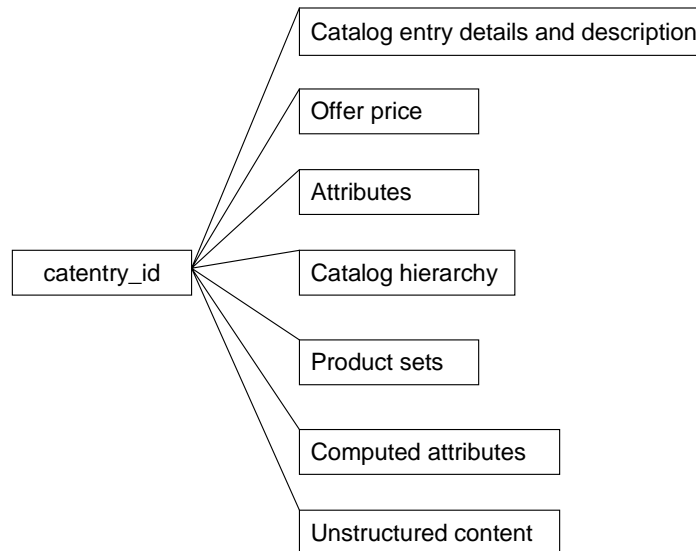 Catalog entry details and description
Offer price
Attributes
catentry_id
Catalog hierarchy
Product sets
Computed attributes
Unstructured content